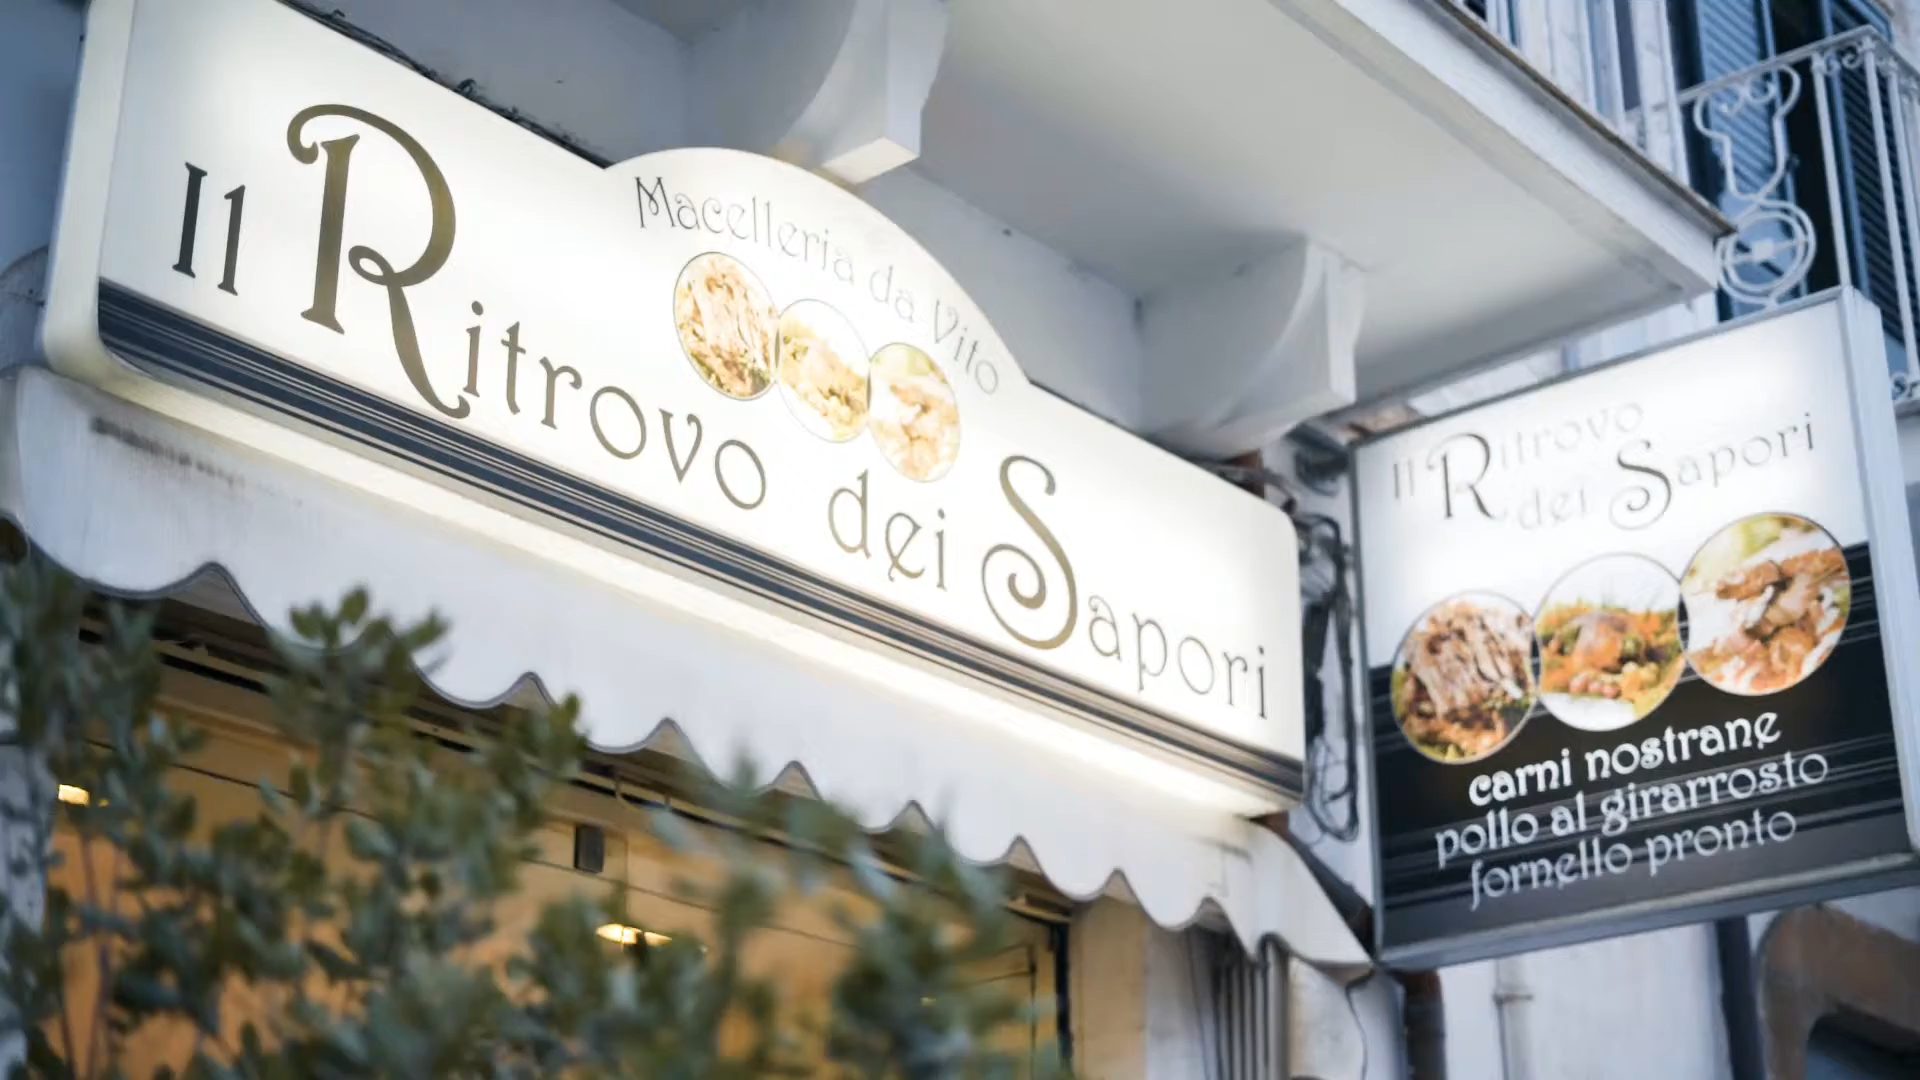 Macelleria da Vito
Il Ritrovo dei Sapori
Il Ritrovo
dei Sapori
carni nostrane
pollo al girarrosto
fornello pronto